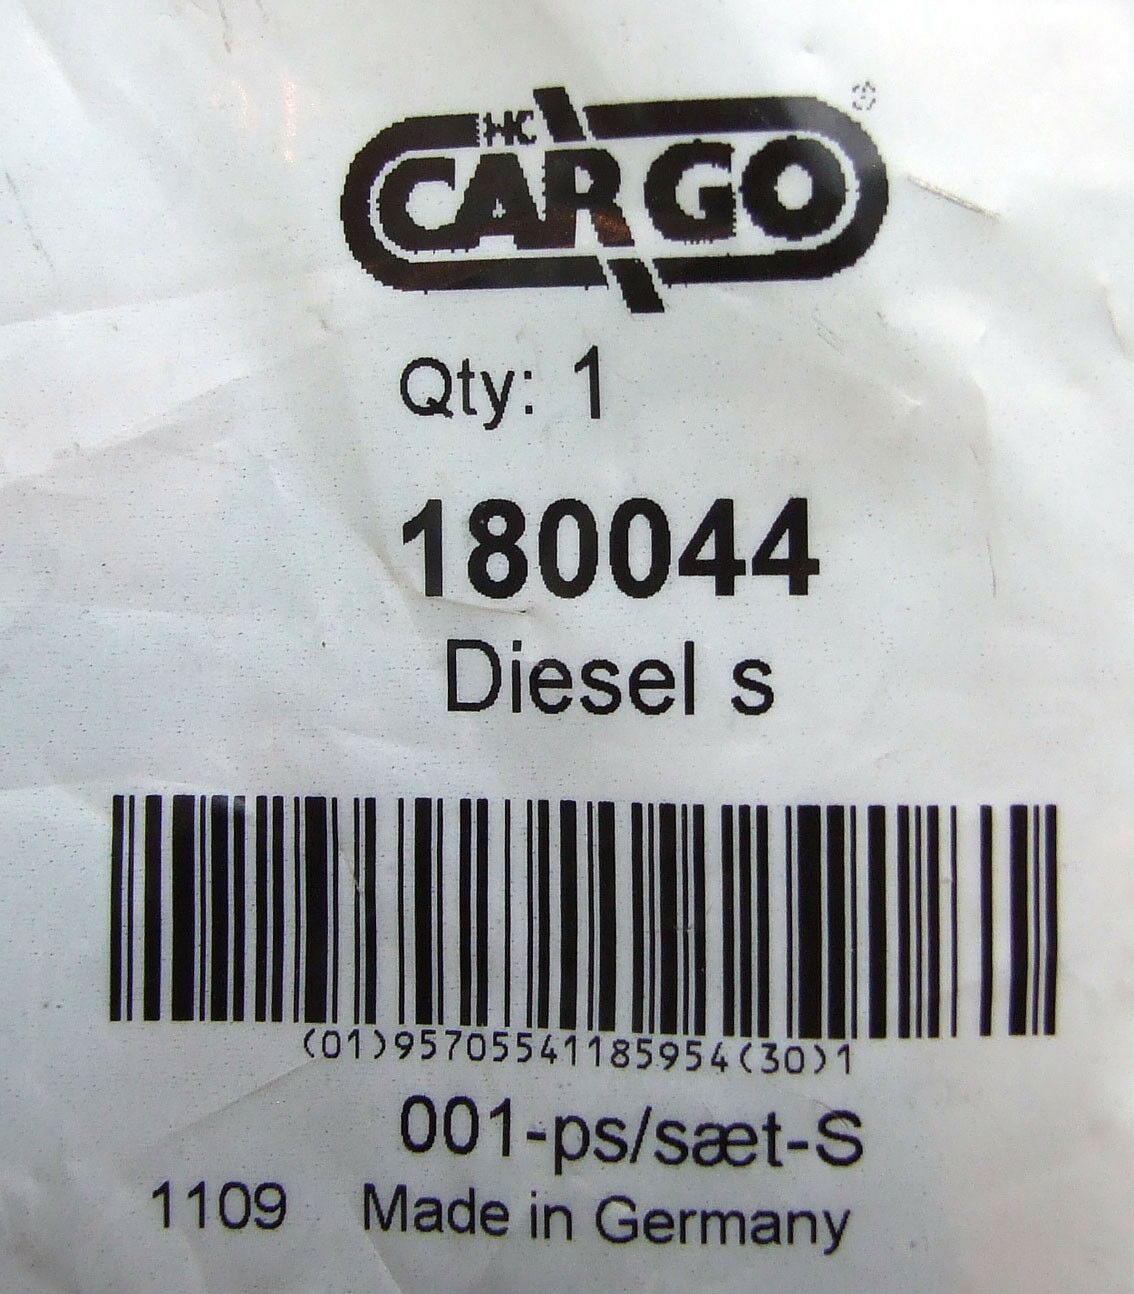 HC
CARGO
Qty: 1
180044
Diesel s
(01)95705541185954(30)1
001-ps/sæt-S
1109 Made in Germany